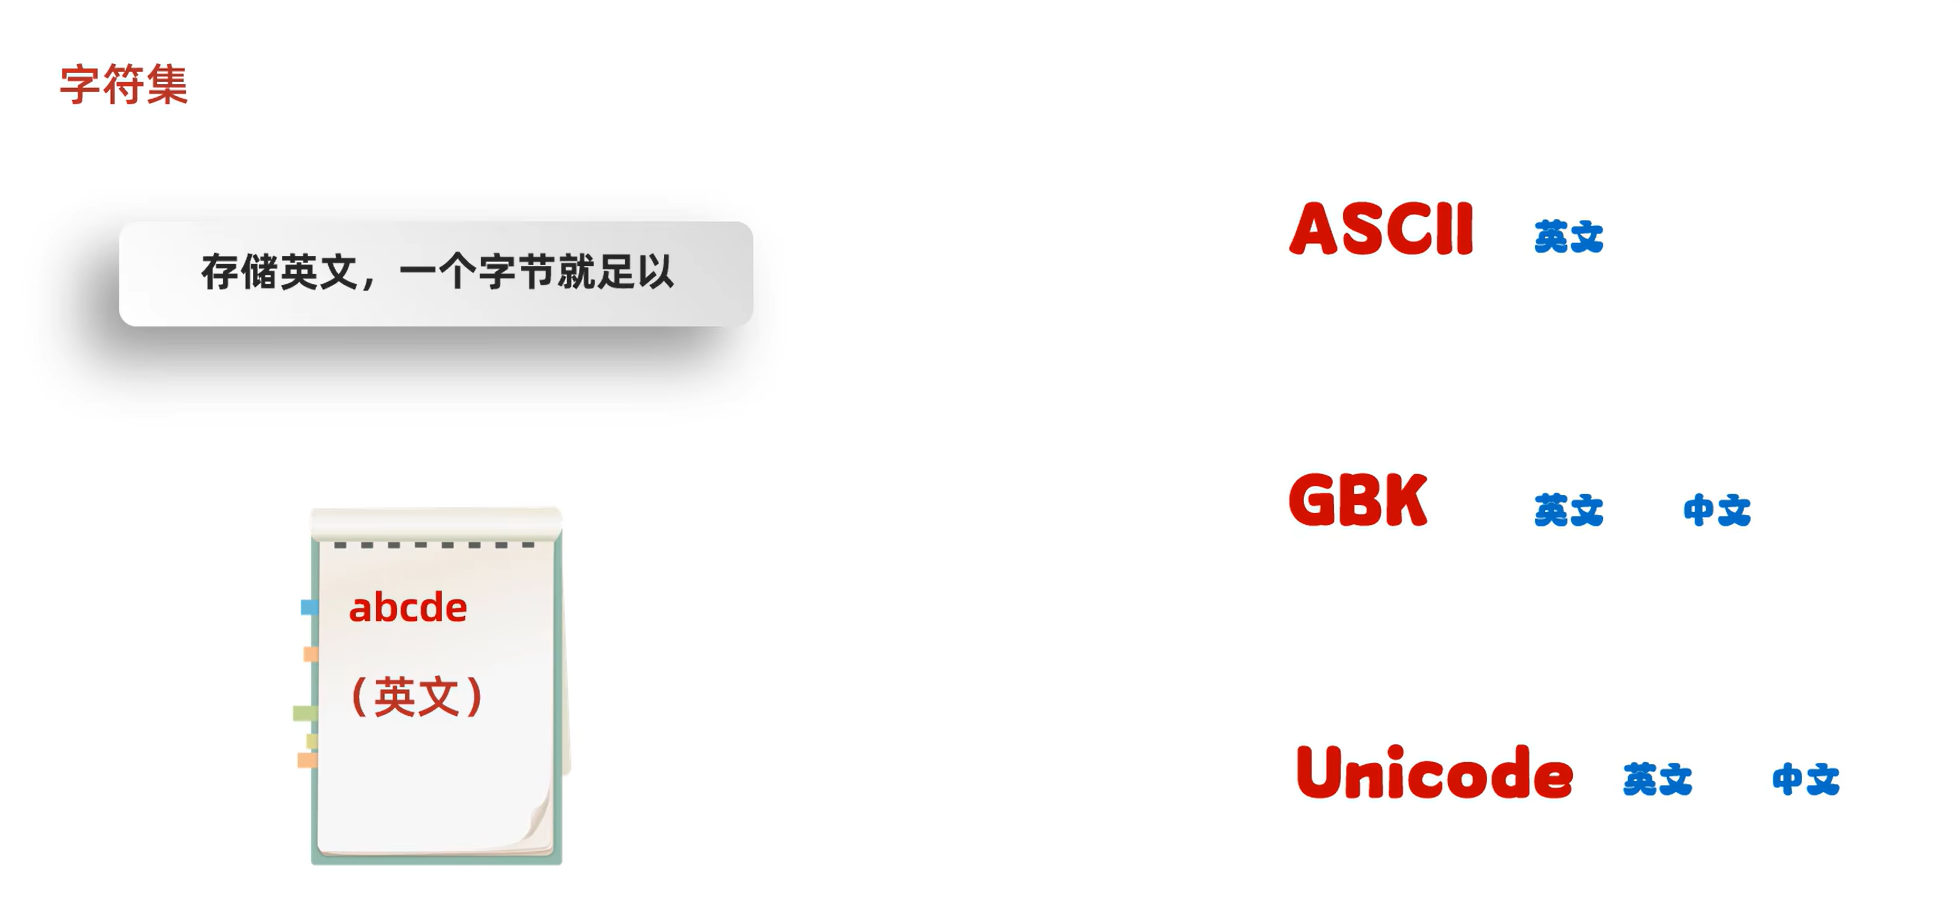 字符集
存储英文，一个字节就足以
abcde
（英文）
ASCII 英文
GBK 英文 中文
Unicode 英文 中文